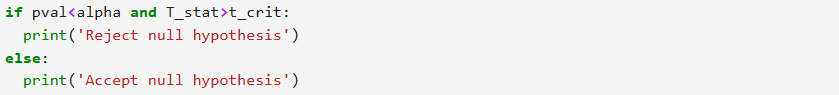 if pval<alpha and T_stat>t_crit:
  print('Reject null hypothesis')
else:
  print('Accept null hypothesis')